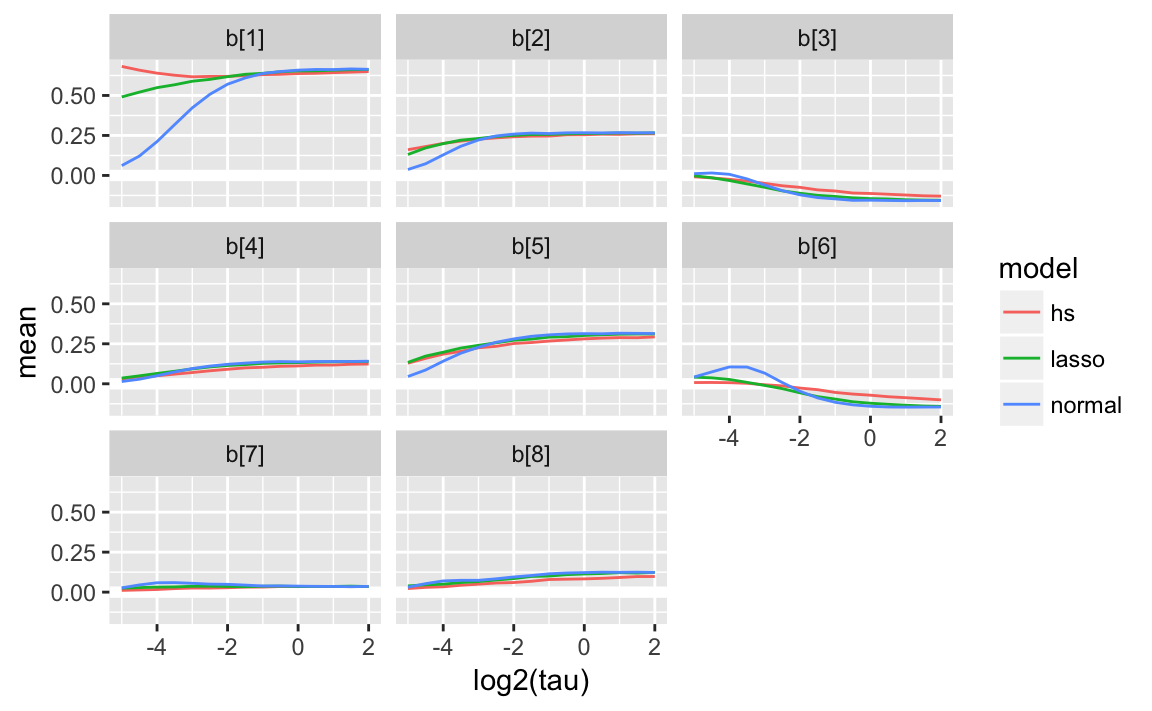 b[1] b[2] b[3]
0.50
0.25
0.00
b[4] b[5] b[6]
0.50
0.25
0.00
-4 -2 0 2
b[7] b[8]
0.50
0.25
0.00
-4 -2 0 2 -4 -2 0 2
log2(tau)
mean
model
hs
lasso
normal